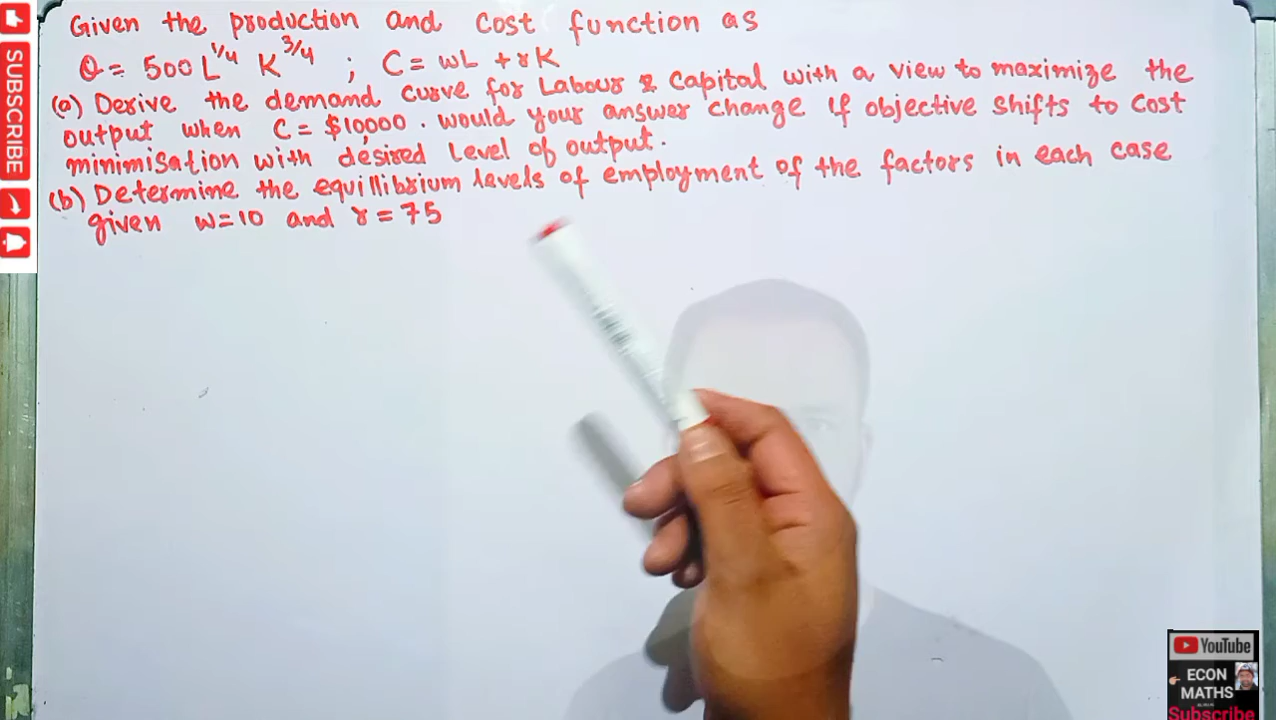 Given the production and cost function as
Q = 500 L^1/4 K^3/4 ; C = wL + rK
(a) Derive the demand curve for Labour & Capital with a view to maximize the
output when C = $10,000. would your answer change if objective shifts to cost
minimisation with desired level of output.
(b) Determine the equillibrium levels of employment of the factors in each case
given w=10 and r=75
SUBSCRIBE
YouTube
ECON
MATHS
Subscribe